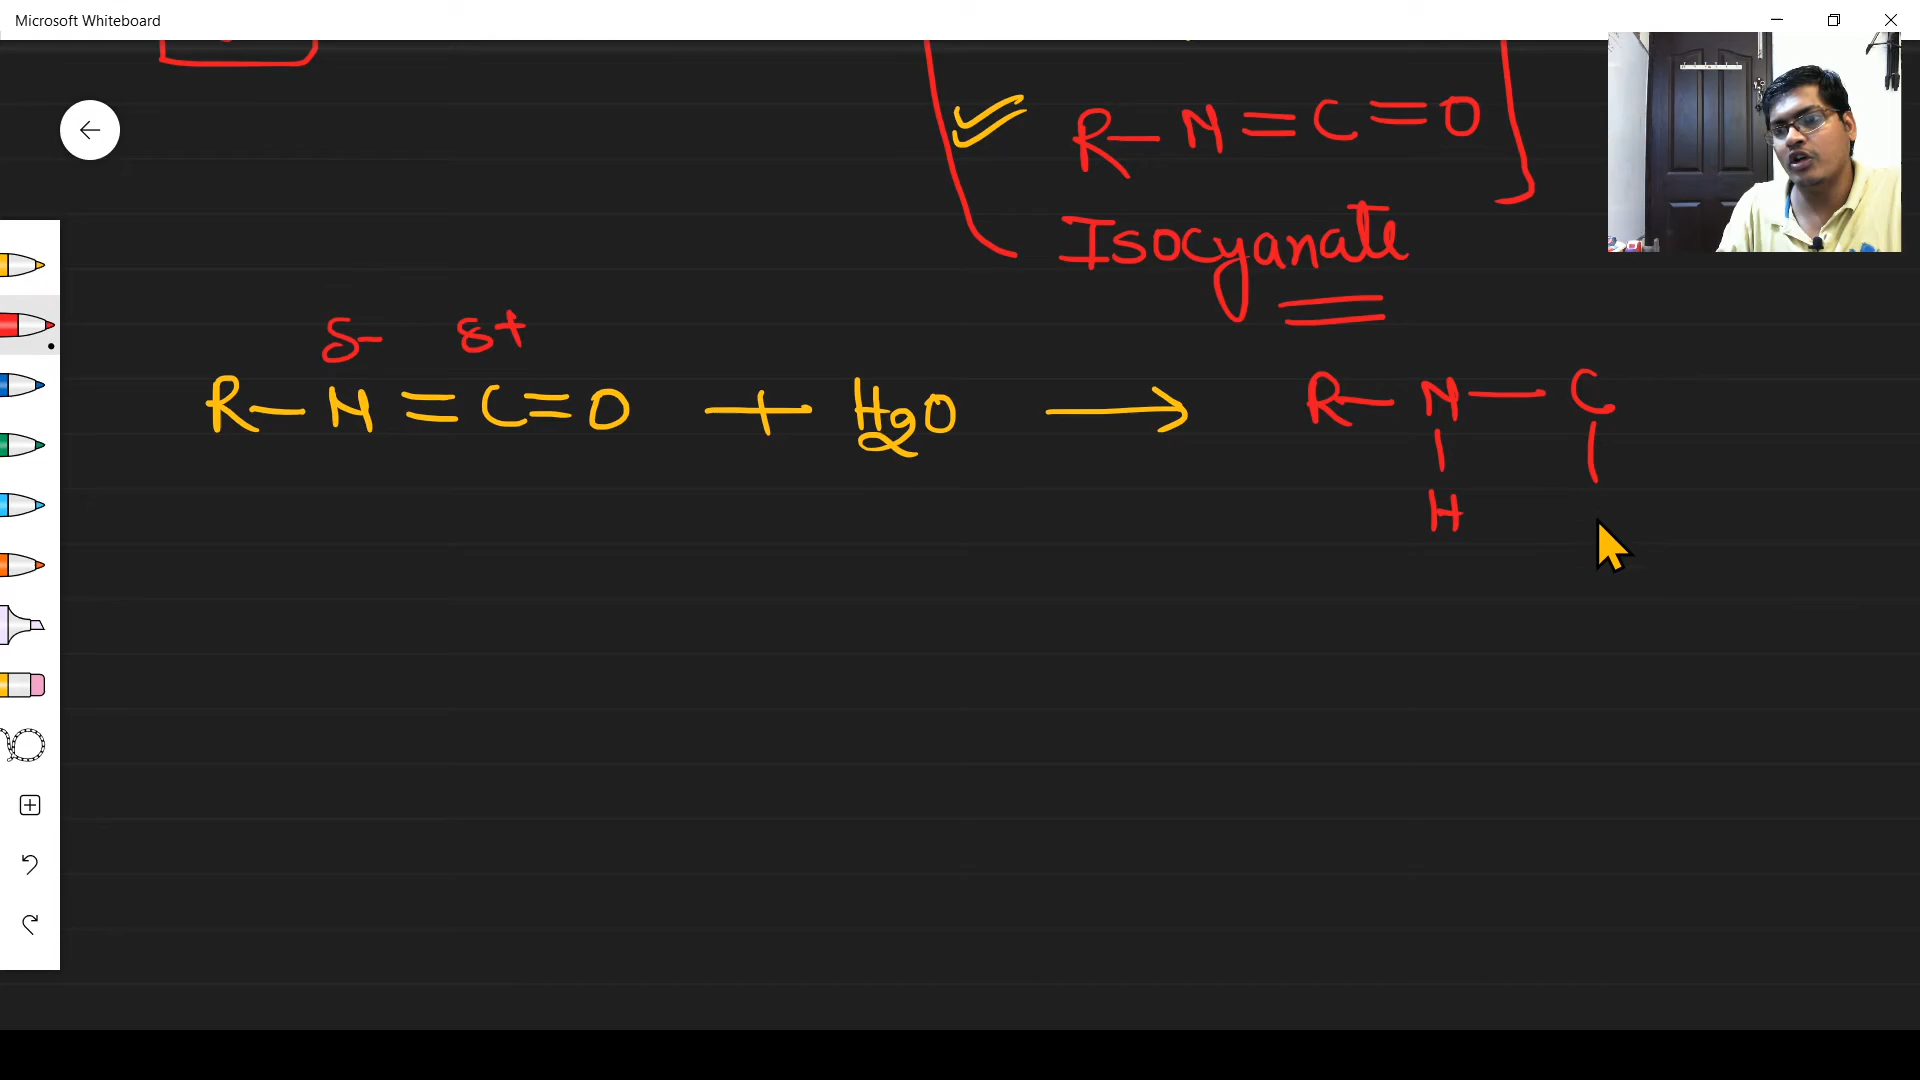 Microsoft Whiteboard
R—N=C=O
Isocyanate
δ- δ+
R—N=C=O + H2O → R—N—C
H